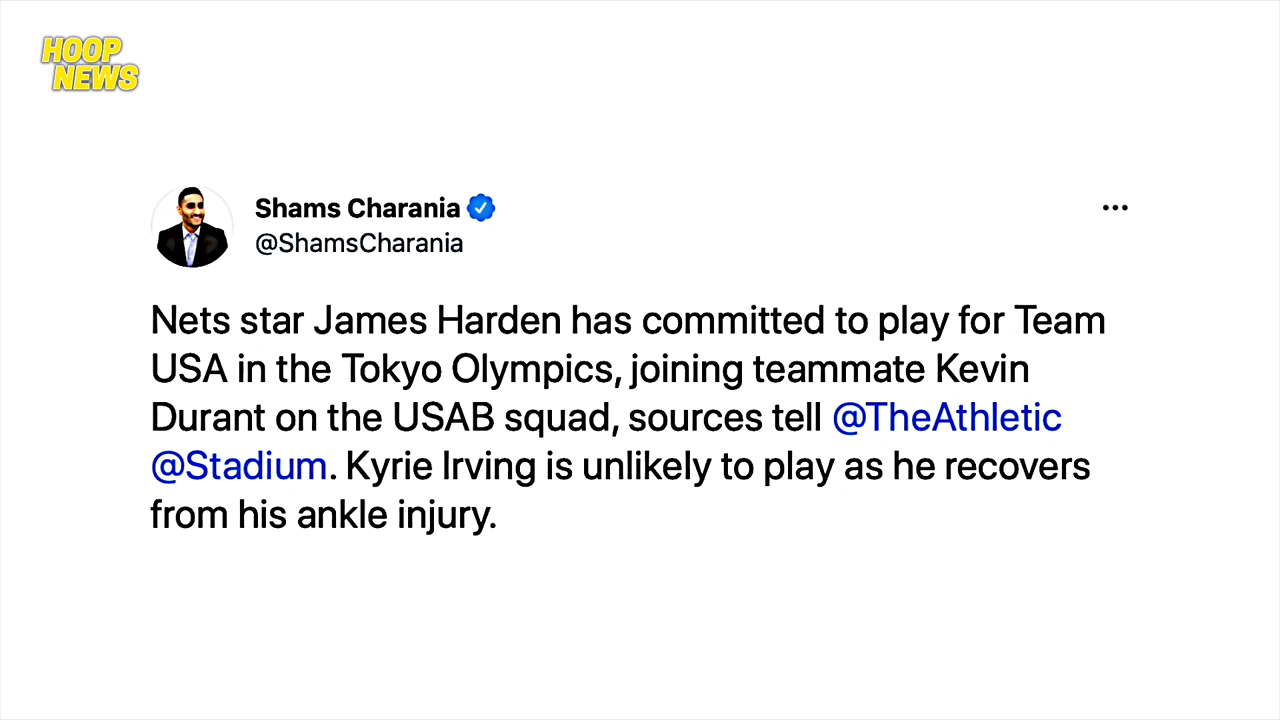 HOOP
NEWS
Shams Charania
@ShamsCharania
Nets star James Harden has committed to play for Team
USA in the Tokyo Olympics, joining teammate Kevin
Durant on the USAB squad, sources tell @TheAthletic
@Stadium. Kyrie Irving is unlikely to play as he recovers
from his ankle injury.